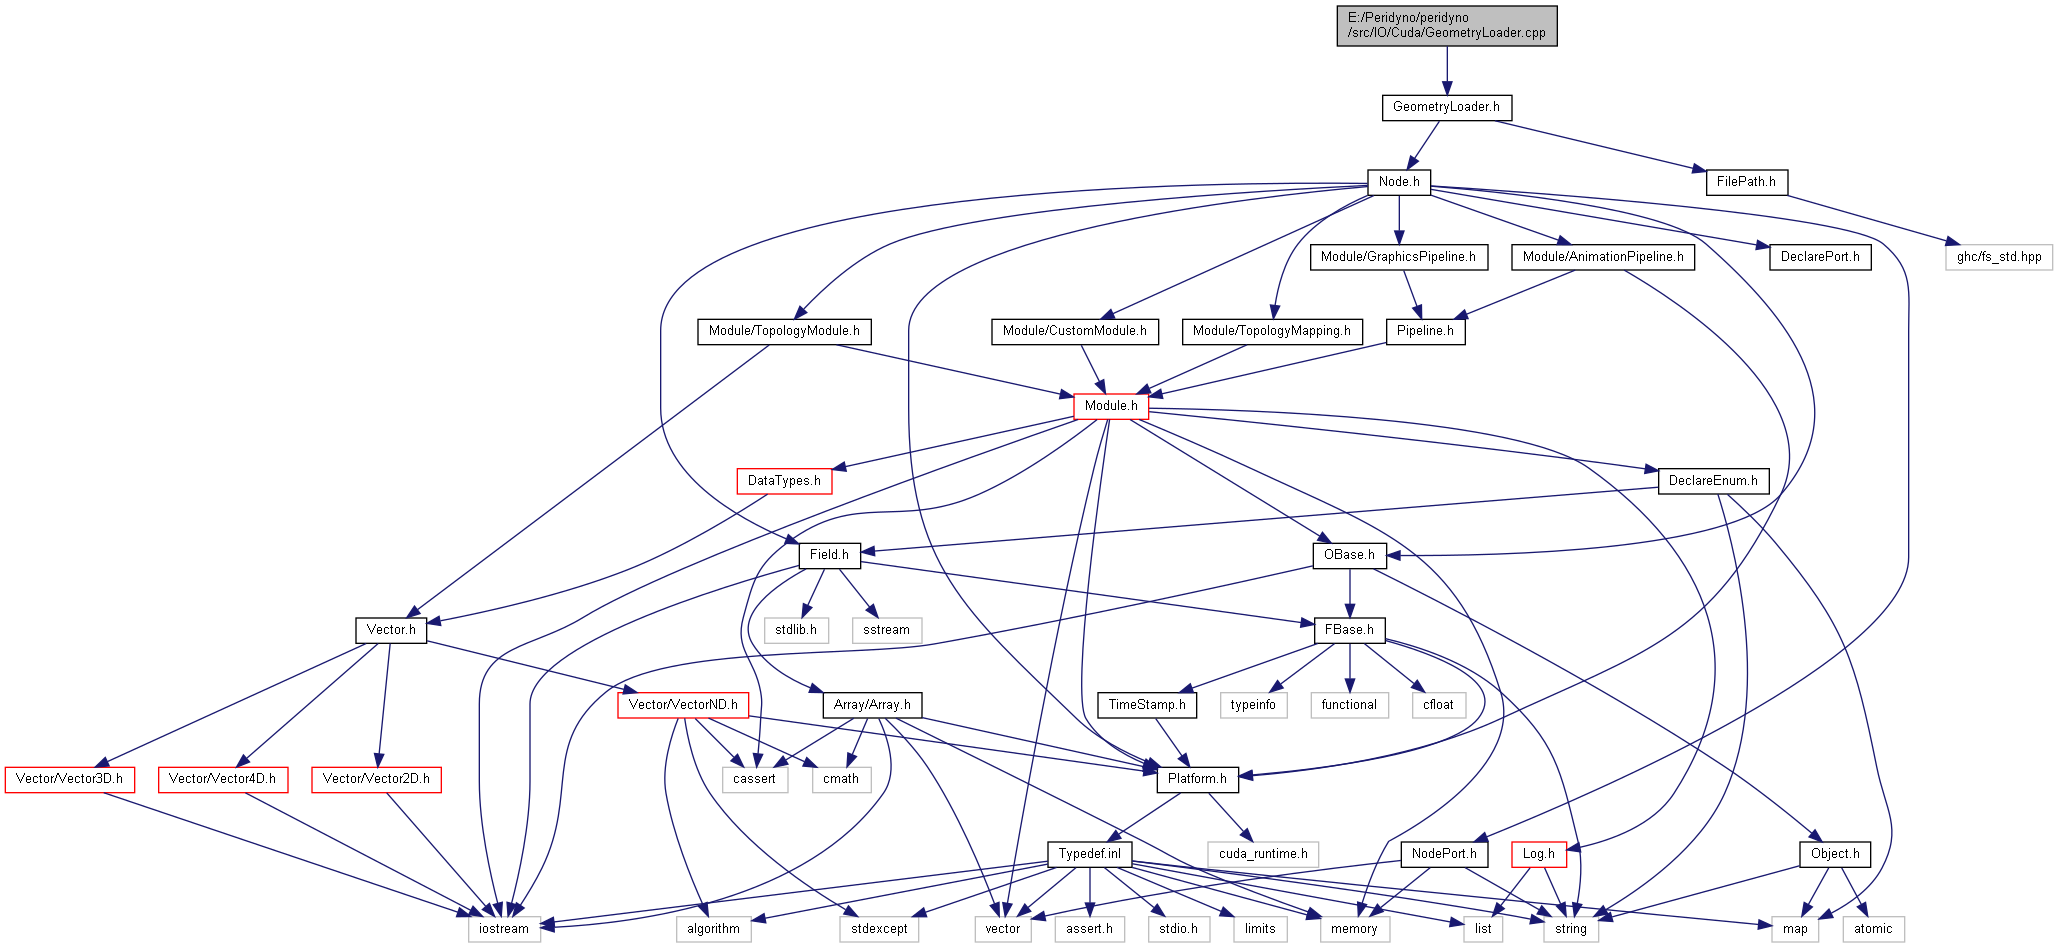 E:/Peridyno/peridyno
/src/IO/Cuda/GeometryLoader.cpp
GeometryLoader.h
Node.h
FilePath.h
Module/GraphicsPipeline.h
Module/AnimationPipeline.h
DeclarePort.h
ghc/fs_std.hpp
Module/TopologyModule.h
Module/CustomModule.h
Module/TopologyMapping.h
Pipeline.h
Module.h
DataTypes.h
DeclareEnum.h
Field.h
OBase.h
Vector.h
stdlib.h
sstream
FBase.h
Vector/VectorND.h
Array/Array.h
TimeStamp.h
typeinfo
functional
cfloat
Vector/Vector3D.h
Vector/Vector4D.h
Vector/Vector2D.h
cassert
cmath
Platform.h
Typedef.inl
cuda_runtime.h
NodePort.h
Log.h
Object.h
iostream
algorithm
stdexcept
vector
assert.h
stdio.h
limits
memory
list
string
map
atomic